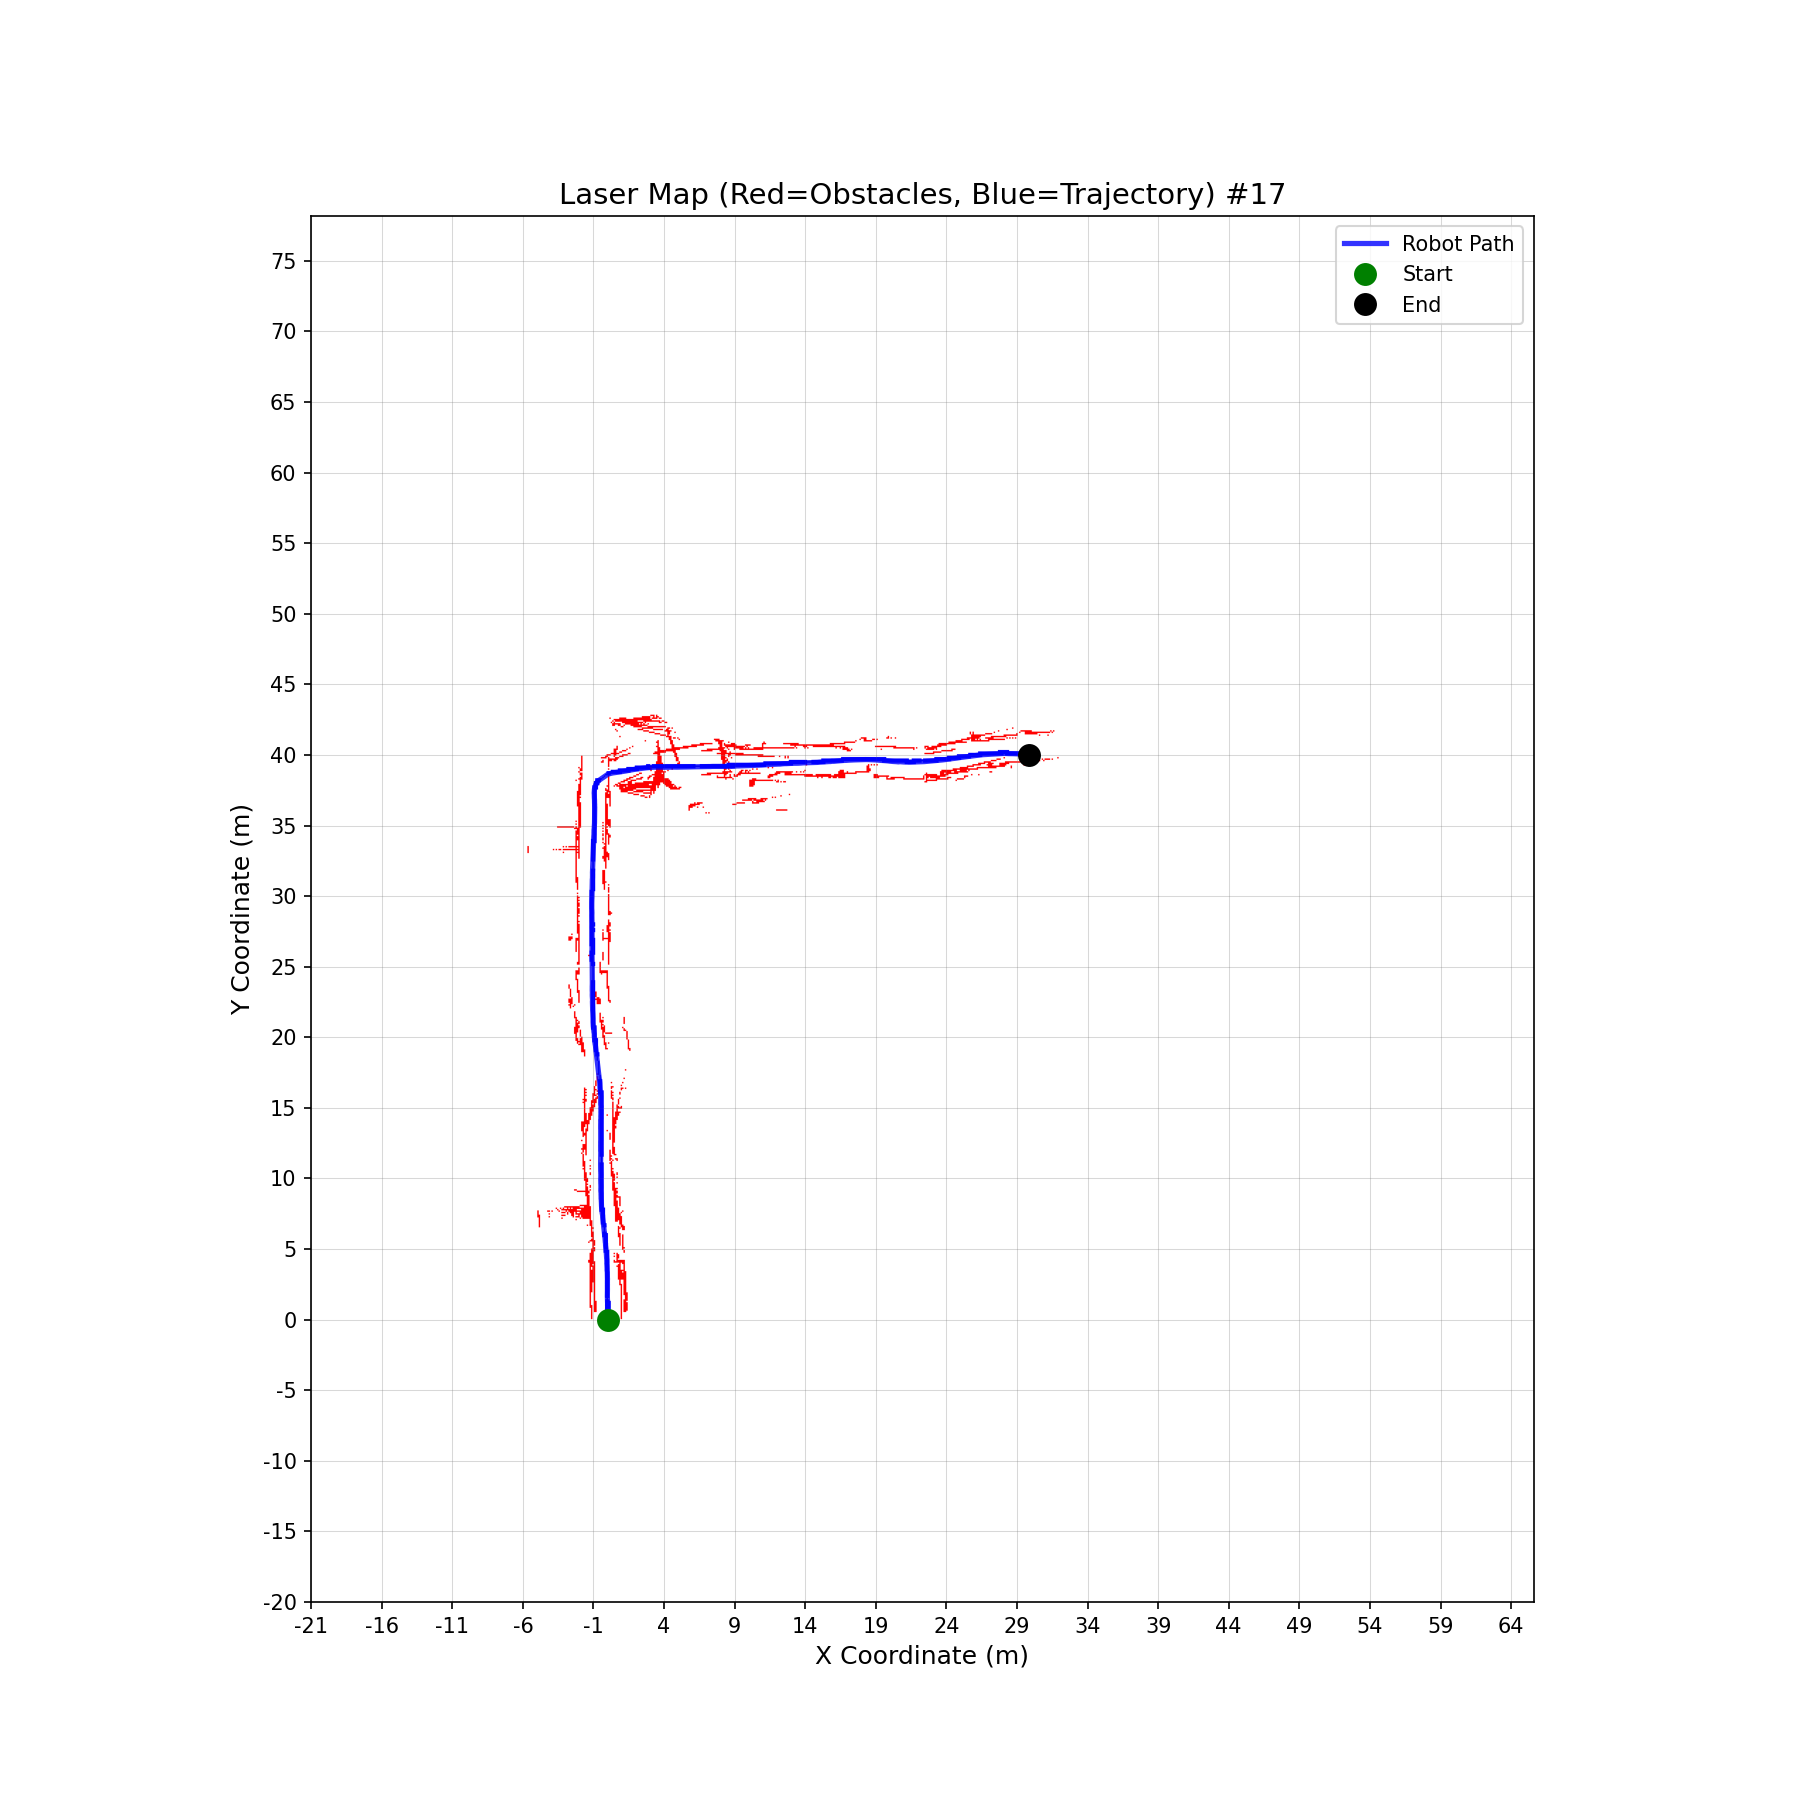 Laser Map (Red=Obstacles, Blue=Trajectory) #17
Robot Path
Start
End
75
70
65
60
55
50
45
40
35
30
25
20
15
10
5
0
-5
-10
-15
-20
Y Coordinate (m)
-21 -16 -11 -6 -1 4 9 14 19 24 29 34 39 44 49 54 59 64
X Coordinate (m)